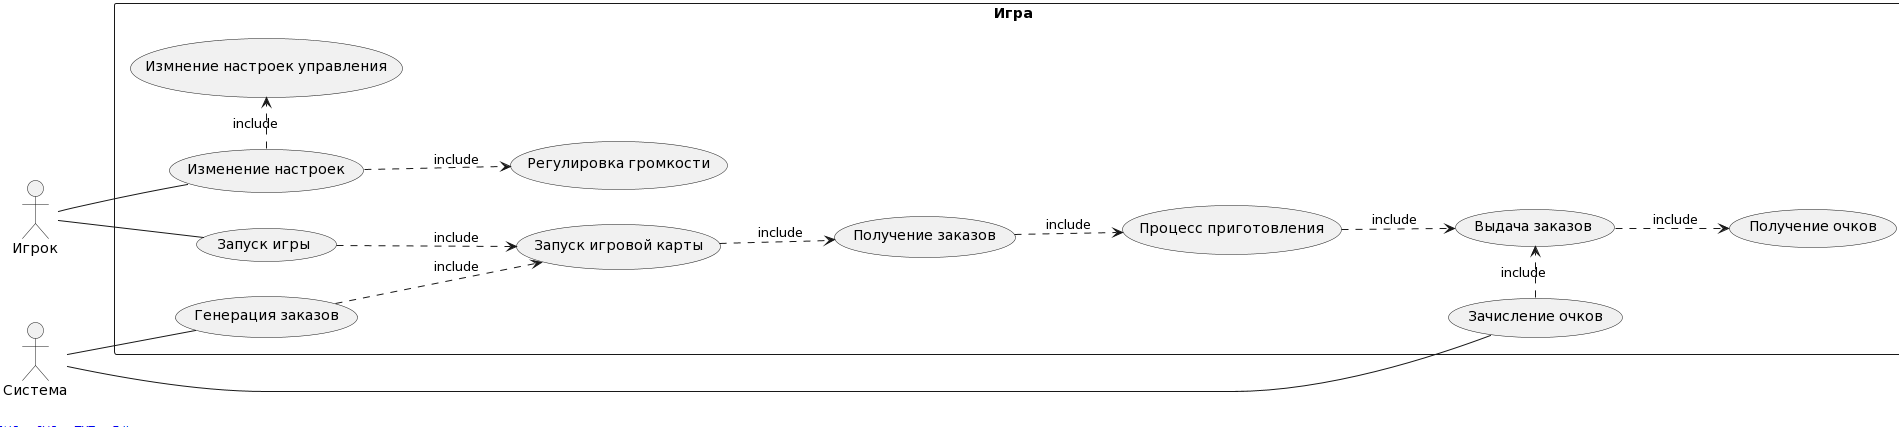 Игра
Измнение настроек управления
include
Изменение настроек
include
Регулировка громкости
Игрок
Запуск игры
include
Запуск игровой карты
include
Получение заказов
include
Процесс приготовления
include
Выдача заказов
include
Получение очков
include
Генерация заказов
include
Зачисление очков
Система